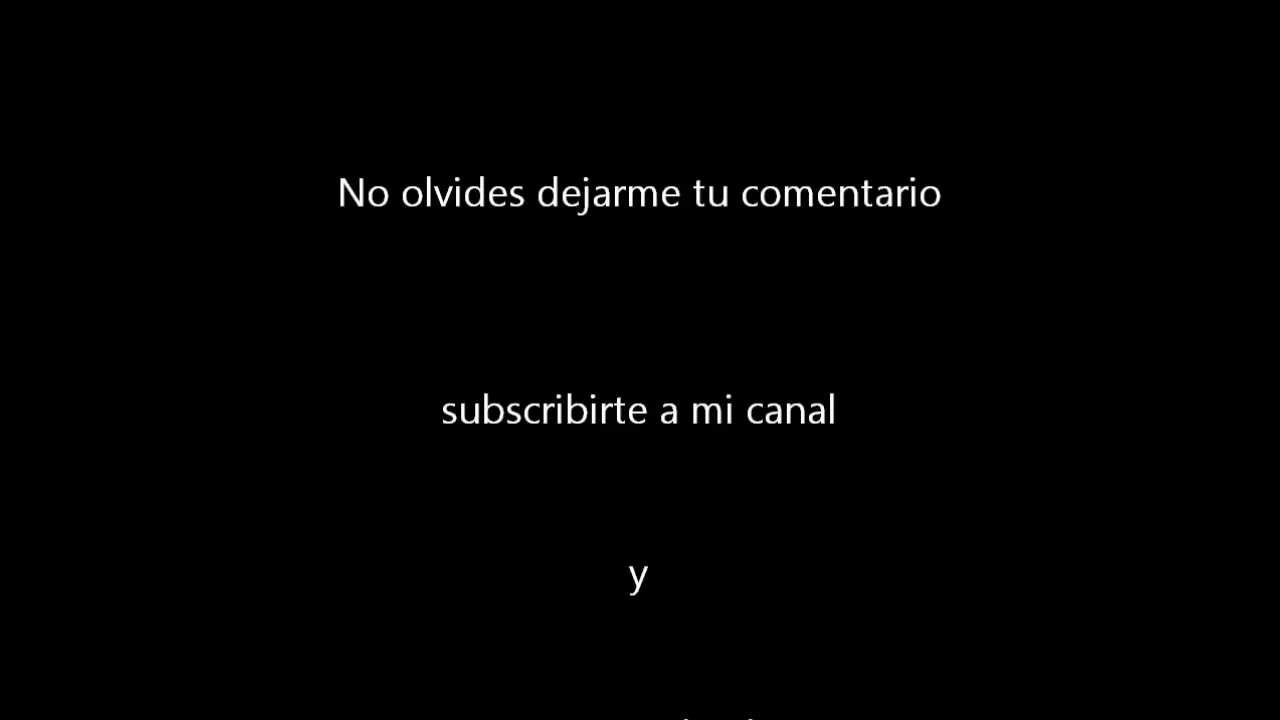 No olvides dejarme tu comentario
subscribirte a mi canal
y